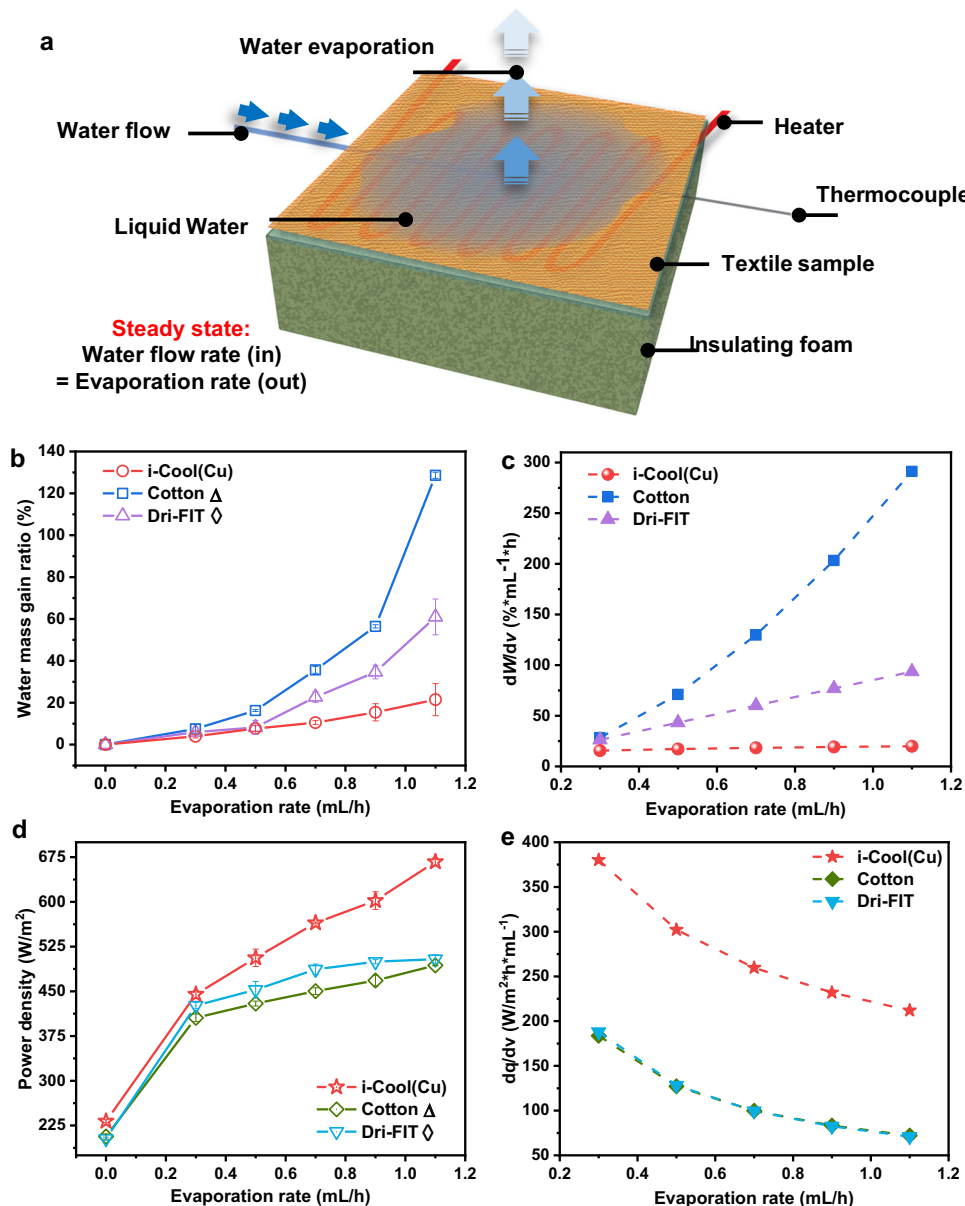 a
Water evaporation
Water flow
Heater
Thermocouple
Liquid Water
Textile sample
Steady state:
Water flow rate (in)
= Evaporation rate (out)
Insulating foam
b
Water mass gain ratio (%)
140
120
100
80
60
40
20
0
i-Cool(Cu)
Cotton Δ
Dri-FIT ◊
0.0 0.2 0.4 0.6 0.8 1.0 1.2
Evaporation rate (mL/h)
c
dW/dv (%*mL-1*h)
300
250
200
150
100
50
0
i-Cool(Cu)
Cotton
Dri-FIT
0.2 0.4 0.6 0.8 1.0 1.2
Evaporation rate (mL/h)
d
Power density (W/m²)
675
600
525
450
375
300
225
i-Cool(Cu)
Cotton Δ
Dri-FIT ◊
0.0 0.2 0.4 0.6 0.8 1.0 1.2
Evaporation rate (mL/h)
e
dq/dv (W/m²*h*mL⁻¹)
400
350
300
250
200
150
100
50
i-Cool(Cu)
Cotton
Dri-FIT
0.2 0.4 0.6 0.8 1.0 1.2
Evaporation rate (mL/h)